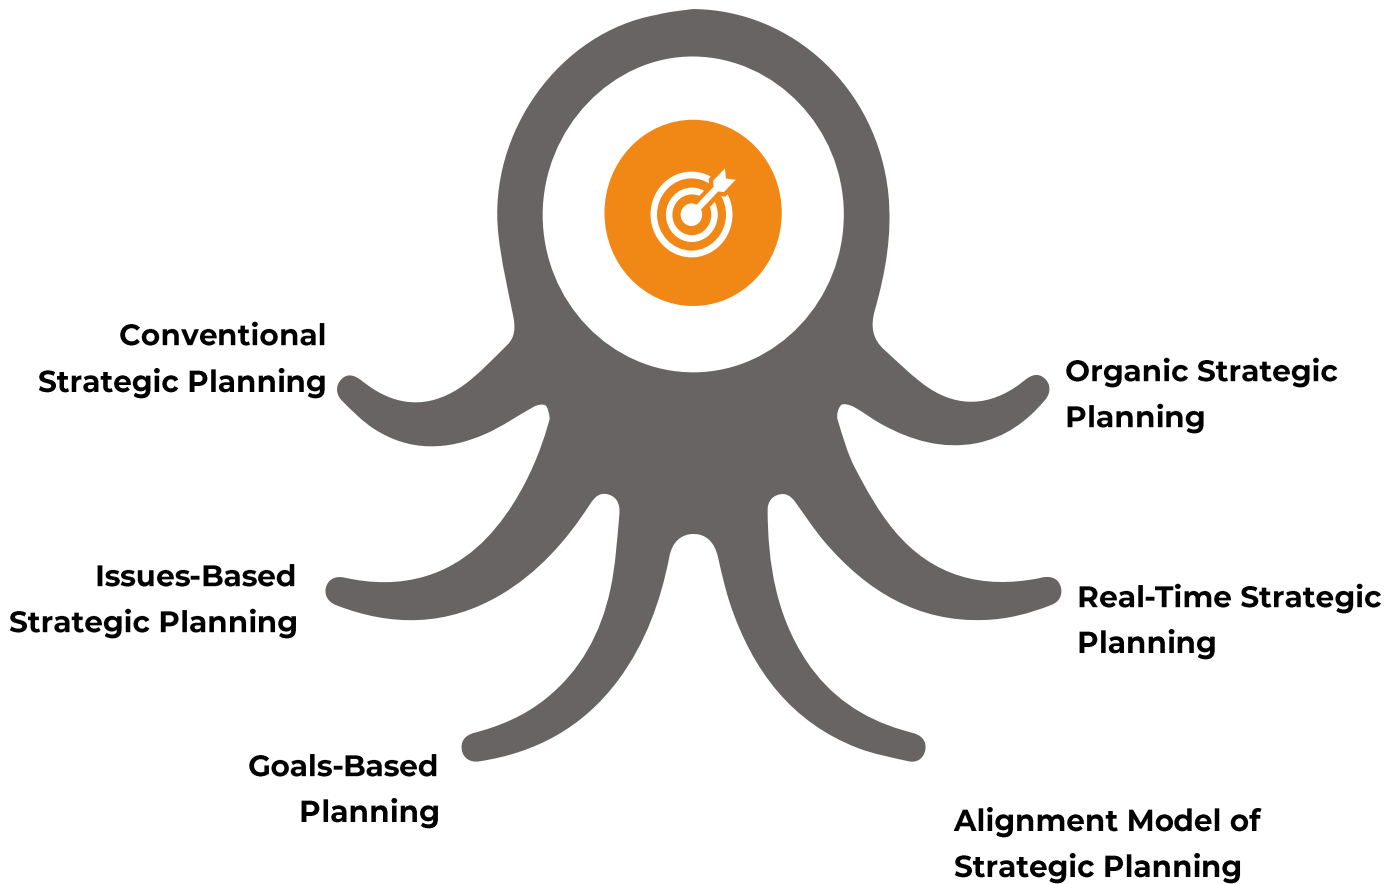 Conventional
Strategic Planning
Organic Strategic
Planning
Issues-Based
Strategic Planning
Real-Time Strategic
Planning
Goals-Based
Planning
Alignment Model of
Strategic Planning